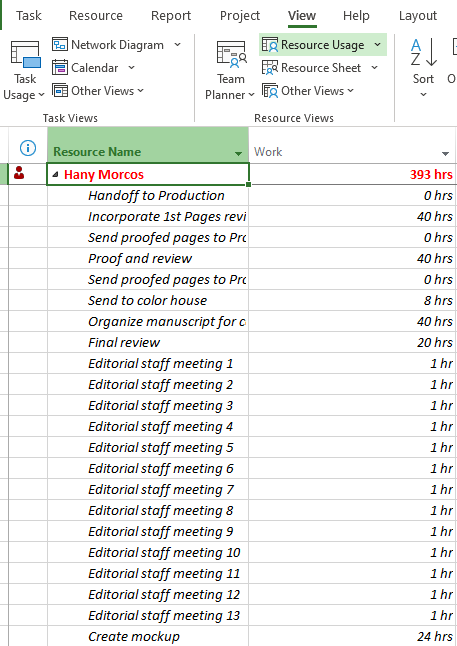 Task Resource Report Project View Help Layout
Network Diagram Resource Usage A
Calendar Resource Sheet Z
Task Usage Other Views Team Planner Other Views Sort
Task Views Resource Views
Resource Name Work
Hany Morcos 393 hrs
Handoff to Production 0 hrs
Incorporate 1st Pages revi 40 hrs
Send proofed pages to Prc 0 hrs
Proof and review 40 hrs
Send proofed pages to Prc 0 hrs
Send to color house 8 hrs
Organize manuscript for c 40 hrs
Final review 20 hrs
Editorial staff meeting 1 1 hr
Editorial staff meeting 2 1 hr
Editorial staff meeting 3 1 hr
Editorial staff meeting 4 1 hr
Editorial staff meeting 5 1 hr
Editorial staff meeting 6 1 hr
Editorial staff meeting 7 1 hr
Editorial staff meeting 8 1 hr
Editorial staff meeting 9 1 hr
Editorial staff meeting 10 1 hr
Editorial staff meeting 11 1 hr
Editorial staff meeting 12 1 hr
Editorial staff meeting 13 1 hr
Create mockup 24 hrs